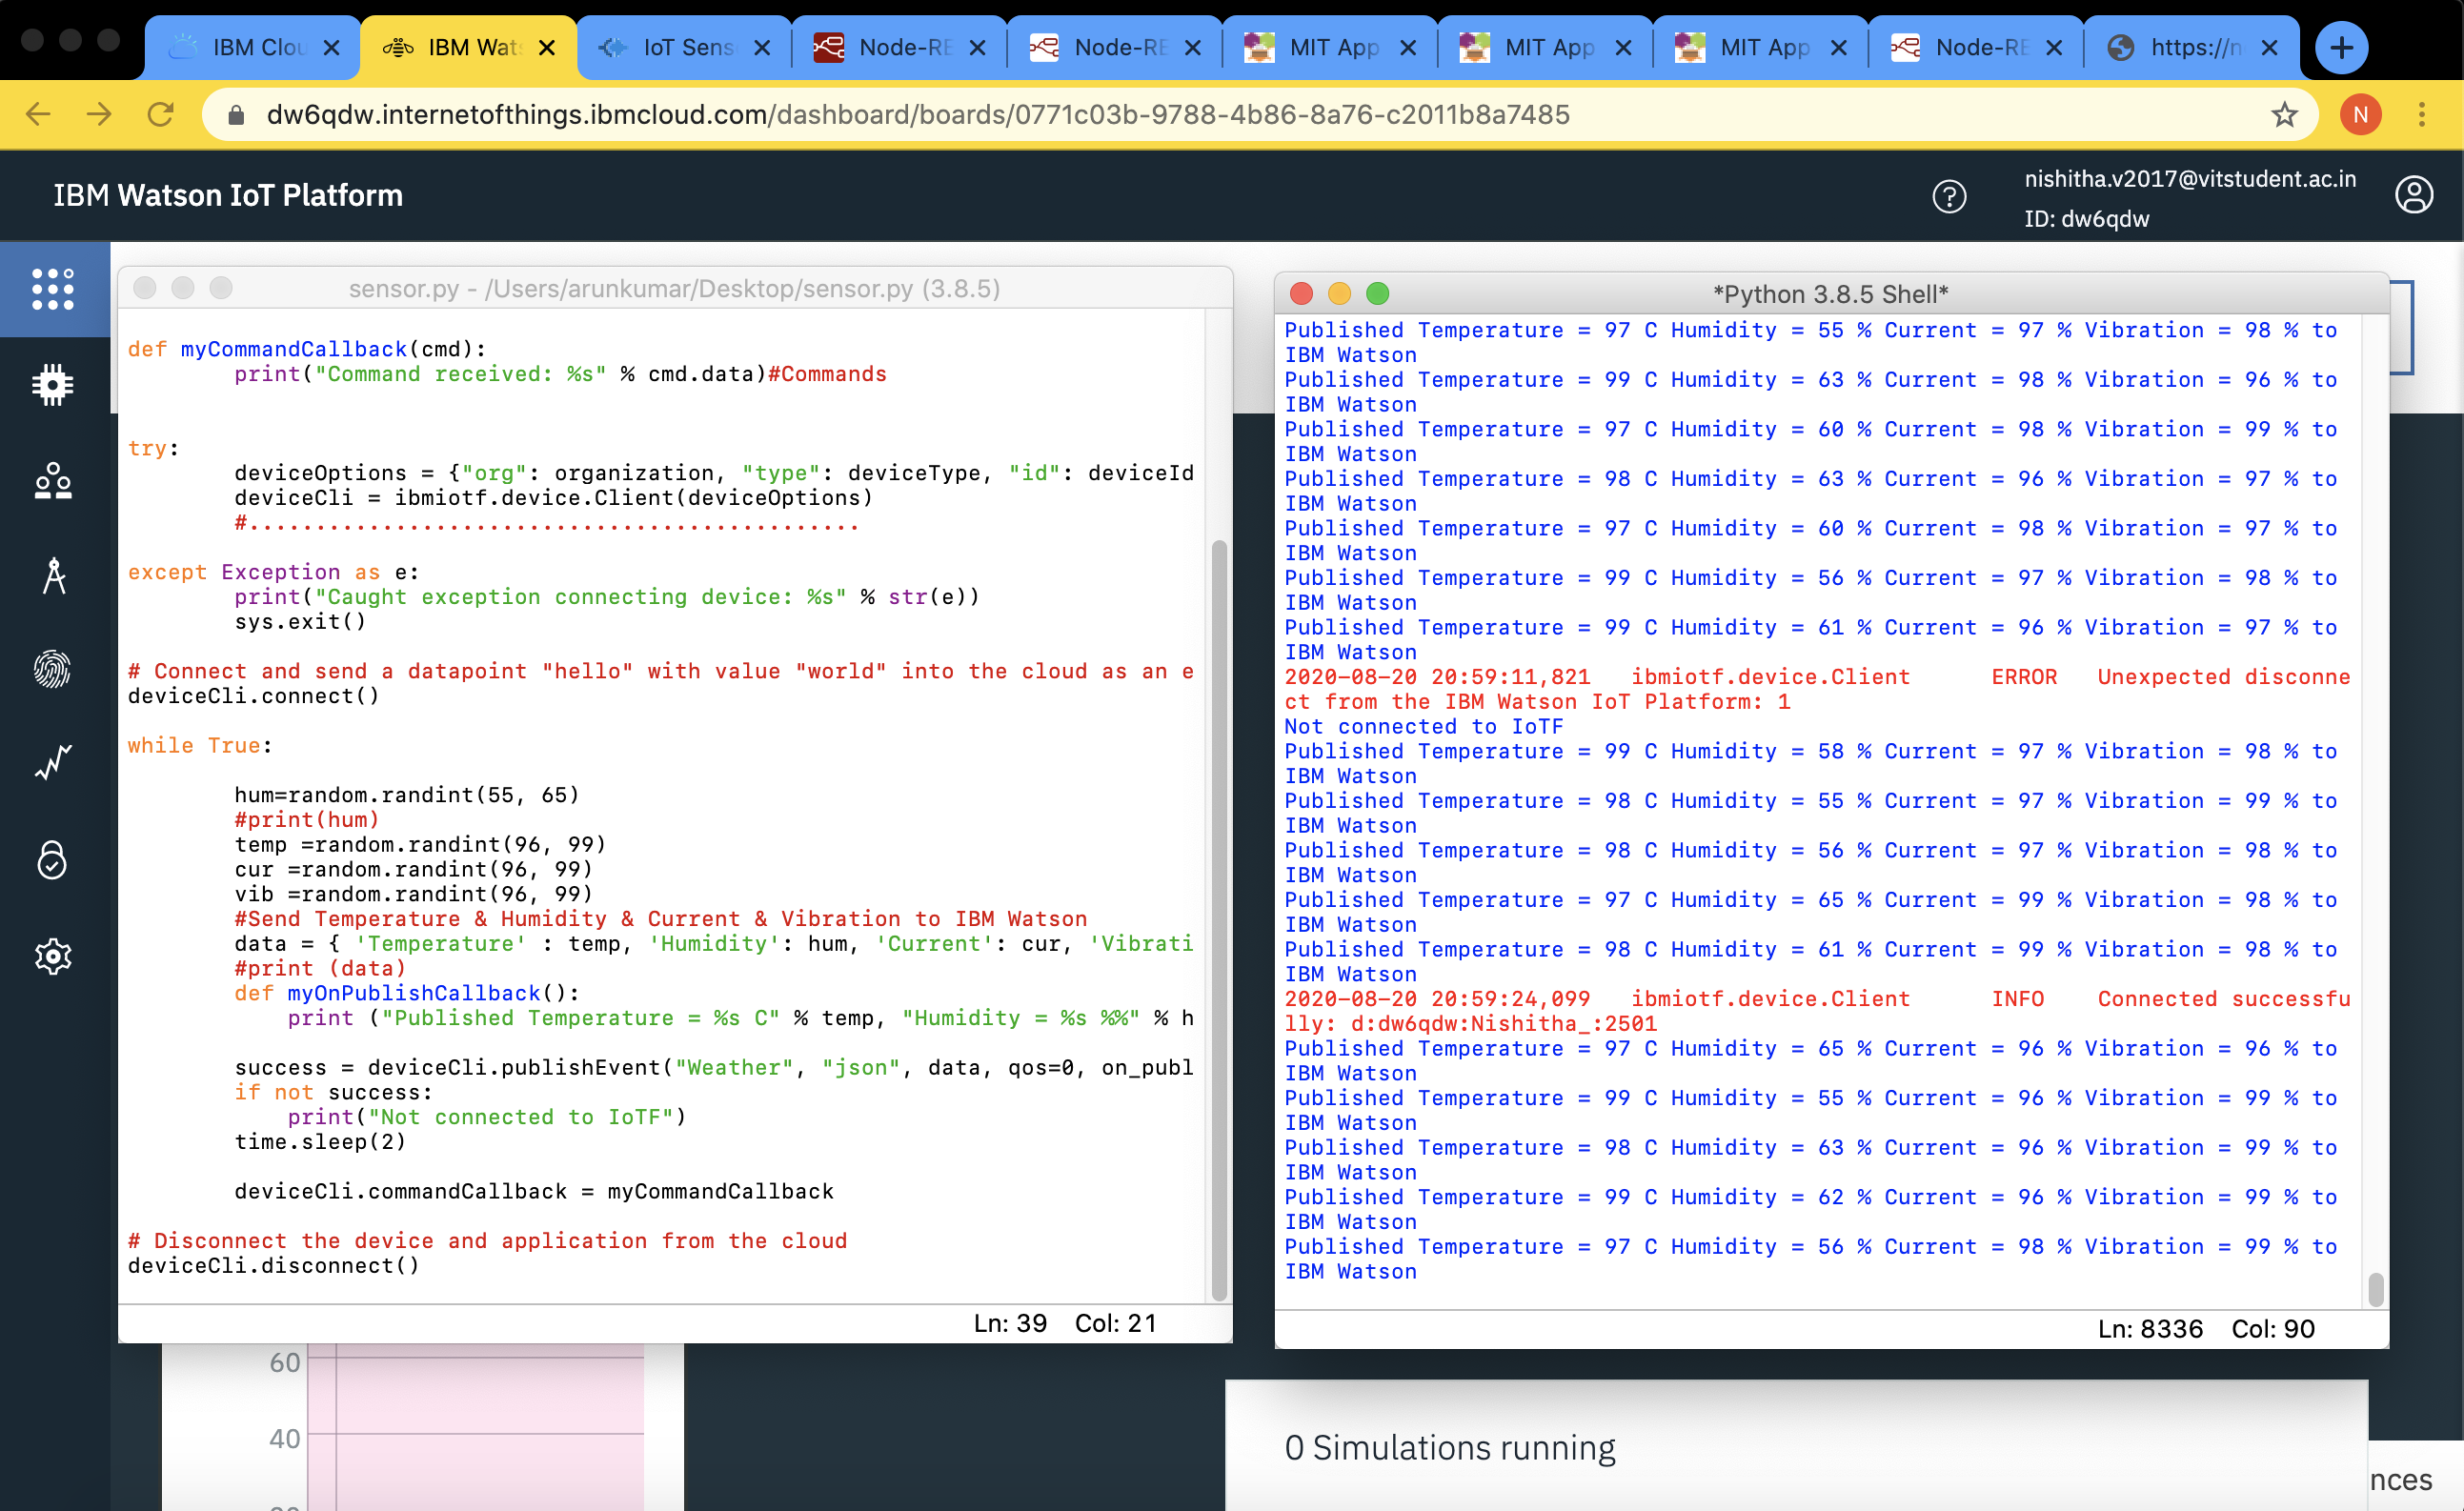 IBM Clou
IBM Wats
IoT Sens
Node-RE
Node-RE
MIT App
MIT App
MIT App
Node-RE
https://n
dw6qdw.internetofthings.ibmcloud.com/dashboard/boards/0771c03b-9788-4b86-8a76-c2011b8a7485
N
IBM Watson IoT Platform
nishitha.v2017@vitstudent.ac.in
ID: dw6qdw
sensor.py - /Users/arunkumar/Desktop/sensor.py (3.8.5)
def myCommandCallback(cmd):
        print("Command received: %s" % cmd.data)#Commands
try:
        deviceOptions = {"org": organization, "type": deviceType, "id": deviceId
        deviceCli = ibmiotf.device.Client(deviceOptions)
        #..............................................
except Exception as e:
        print("Caught exception connecting device: %s" % str(e))
        sys.exit()
# Connect and send a datapoint "hello" with value "world" into the cloud as an e
deviceCli.connect()
while True:
        hum=random.randint(55, 65)
        #print(hum)
        temp =random.randint(96, 99)
        cur =random.randint(96, 99)
        vib =random.randint(96, 99)
        #Send Temperature & Humidity & Current & Vibration to IBM Watson
        data = { 'Temperature' : temp, 'Humidity': hum, 'Current': cur, 'Vibrati
        #print (data)
        def myOnPublishCallback():
            print ("Published Temperature = %s C" % temp, "Humidity = %s %%" % h
        success = deviceCli.publishEvent("Weather", "json", data, qos=0, on_publ
        if not success:
            print("Not connected to IoTF")
        time.sleep(2)
        deviceCli.commandCallback = myCommandCallback
# Disconnect the device and application from the cloud
deviceCli.disconnect()
Ln: 39 Col: 21
*Python 3.8.5 Shell*
Published Temperature = 97 C Humidity = 55 % Current = 97 % Vibration = 98 % to
IBM Watson
Published Temperature = 99 C Humidity = 63 % Current = 98 % Vibration = 96 % to
IBM Watson
Published Temperature = 97 C Humidity = 60 % Current = 98 % Vibration = 99 % to
IBM Watson
Published Temperature = 98 C Humidity = 63 % Current = 96 % Vibration = 97 % to
IBM Watson
Published Temperature = 97 C Humidity = 60 % Current = 98 % Vibration = 97 % to
IBM Watson
Published Temperature = 99 C Humidity = 56 % Current = 97 % Vibration = 98 % to
IBM Watson
Published Temperature = 99 C Humidity = 61 % Current = 96 % Vibration = 97 % to
IBM Watson
2020-08-20 20:59:11,821   ibmiotf.device.Client      ERROR   Unexpected disconne
ct from the IBM Watson IoT Platform: 1
Not connected to IoTF
Published Temperature = 99 C Humidity = 58 % Current = 97 % Vibration = 98 % to
IBM Watson
Published Temperature = 98 C Humidity = 55 % Current = 97 % Vibration = 99 % to
IBM Watson
Published Temperature = 98 C Humidity = 56 % Current = 97 % Vibration = 98 % to
IBM Watson
Published Temperature = 97 C Humidity = 65 % Current = 99 % Vibration = 98 % to
IBM Watson
Published Temperature = 98 C Humidity = 61 % Current = 99 % Vibration = 98 % to
IBM Watson
2020-08-20 20:59:24,099   ibmiotf.device.Client      INFO    Connected successfu
lly: d:dw6qdw:Nishitha_:2501
Published Temperature = 97 C Humidity = 65 % Current = 96 % Vibration = 96 % to
IBM Watson
Published Temperature = 99 C Humidity = 55 % Current = 96 % Vibration = 99 % to
IBM Watson
Published Temperature = 98 C Humidity = 63 % Current = 96 % Vibration = 99 % to
IBM Watson
Published Temperature = 99 C Humidity = 62 % Current = 96 % Vibration = 99 % to
IBM Watson
Published Temperature = 97 C Humidity = 56 % Current = 98 % Vibration = 99 % to
IBM Watson
Ln: 8336 Col: 90
60
40
0 Simulations running
nces